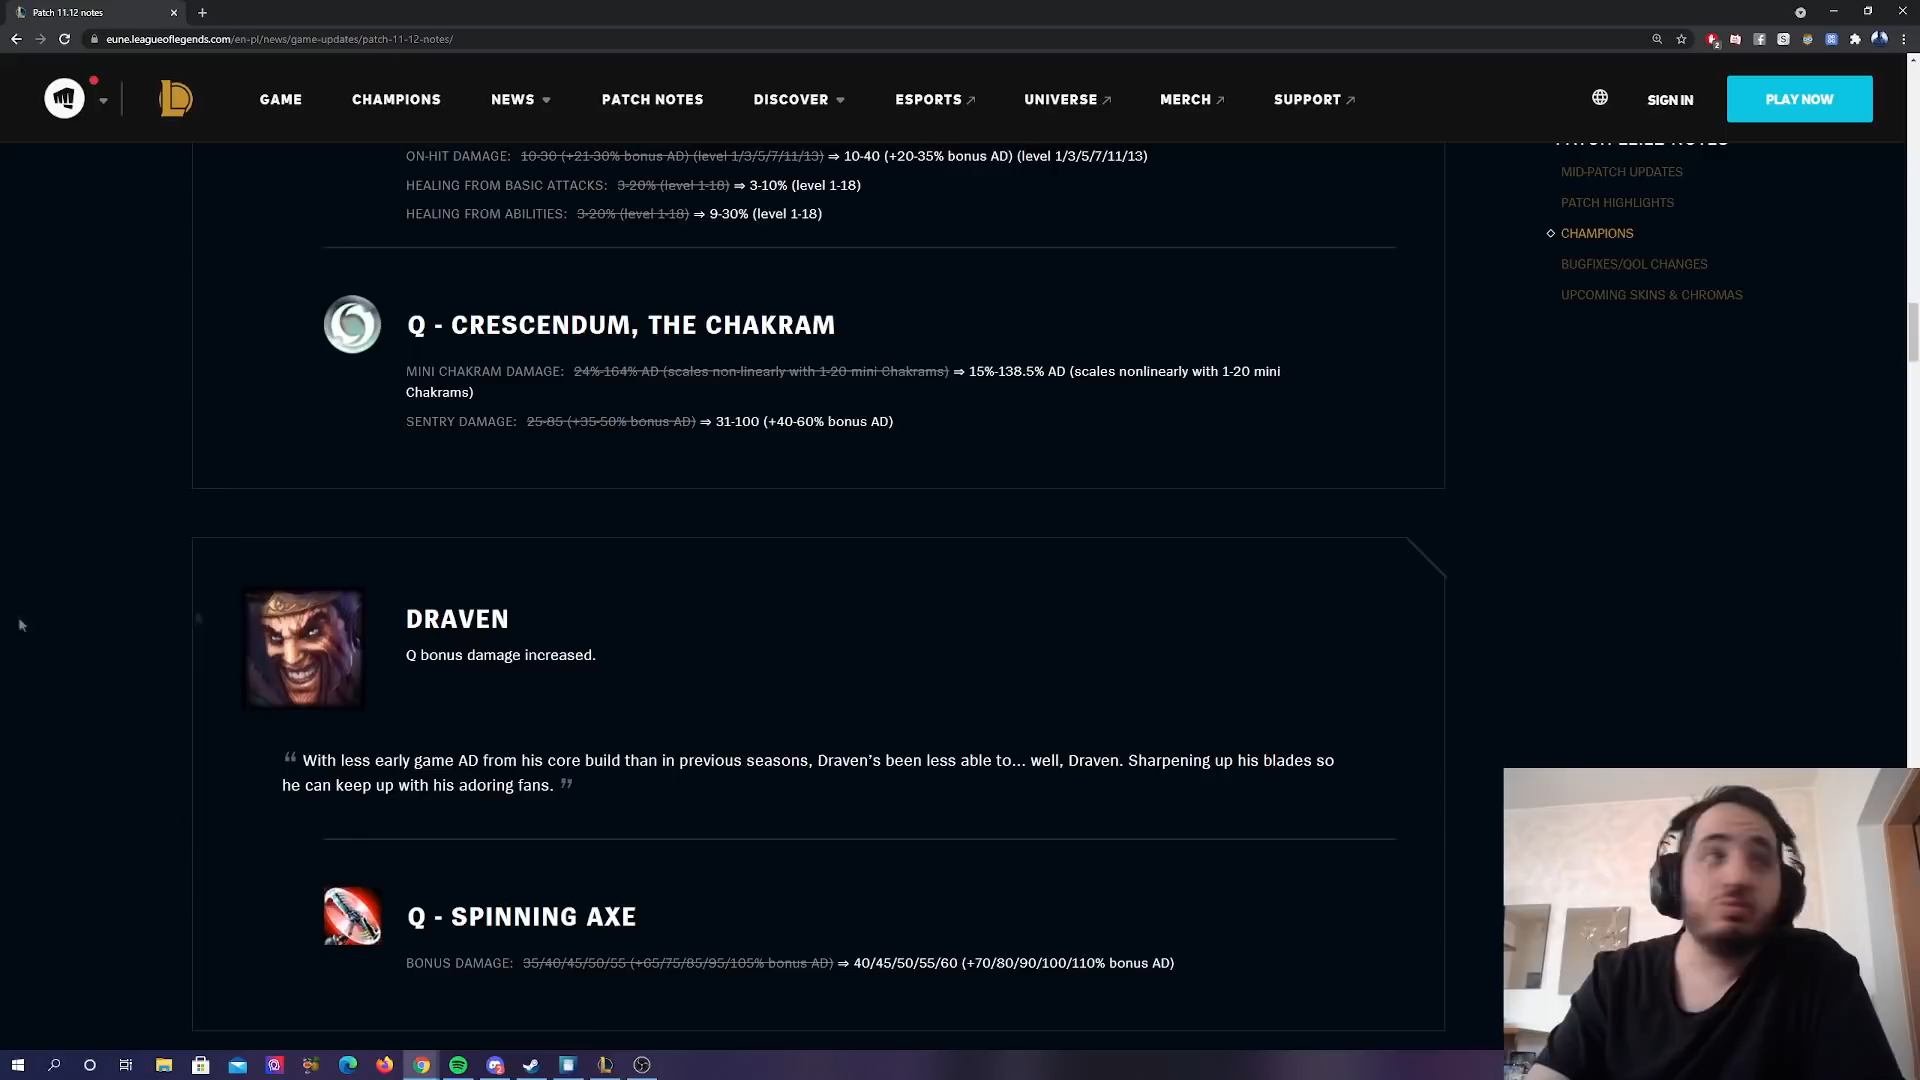 Patch 11.12 notes
eune.leagueoflegends.com/en-pl/news/game-updates/patch-11-12-notes/
GAME CHAMPIONS NEWS PATCH NOTES DISCOVER ESPORTS UNIVERSE MERCH SUPPORT SIGN IN PLAY NOW
ON-HIT DAMAGE: 10-30 (+21-30% bonus AD) (level 1/3/5/7/11/13) ⇒ 10-40 (+20-35% bonus AD) (level 1/3/5/7/11/13)
HEALING FROM BASIC ATTACKS: 3-20% (level 1-18) ⇒ 3-10% (level 1-18)
HEALING FROM ABILITIES: 3-20% (level 1-18) ⇒ 9-30% (level 1-18)
PATCH 11.12 NOTES
MID-PATCH UPDATES
PATCH HIGHLIGHTS
CHAMPIONS
BUGFIXES/QOL CHANGES
UPCOMING SKINS & CHROMAS
Q - CRESCENDUM, THE CHAKRAM
MINI CHAKRAM DAMAGE: 24%-164% AD (scales non-linearly with 1-20 mini Chakrams) ⇒ 15%-138.5% AD (scales nonlinearly with 1-20 mini
Chakrams)
SENTRY DAMAGE: 25-85 (+35-50% bonus AD) ⇒ 31-100 (+40-60% bonus AD)
DRAVEN
Q bonus damage increased.
“ With less early game AD from his core build than in previous seasons, Draven’s been less able to... well, Draven. Sharpening up his blades so
he can keep up with his adoring fans. ”
Q - SPINNING AXE
BONUS DAMAGE: 35/40/45/50/55 (+65/75/85/95/105% bonus AD) ⇒ 40/45/50/55/60 (+70/80/90/100/110% bonus AD)